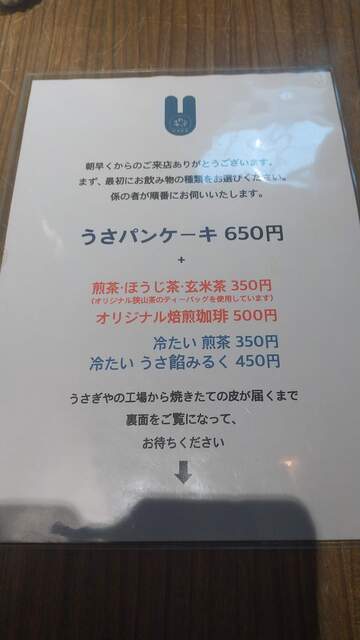 朝早くからのご来店ありがとうございます。
まず、最初にお飲み物の種類をお選びください。
係の者が順番にお伺いいたします。
うさパンケーキ 650円
+
煎茶・ほうじ茶・玄米茶 350円
(オリジナル狭山茶のティーバッグを使用しています)
オリジナル焙煎珈琲 500円
冷たい 煎茶 350円
冷たい うさ餡みるく 450円
うさぎやの工場から焼きたての皮が届くまで
裏面をご覧になって、
お待ちください